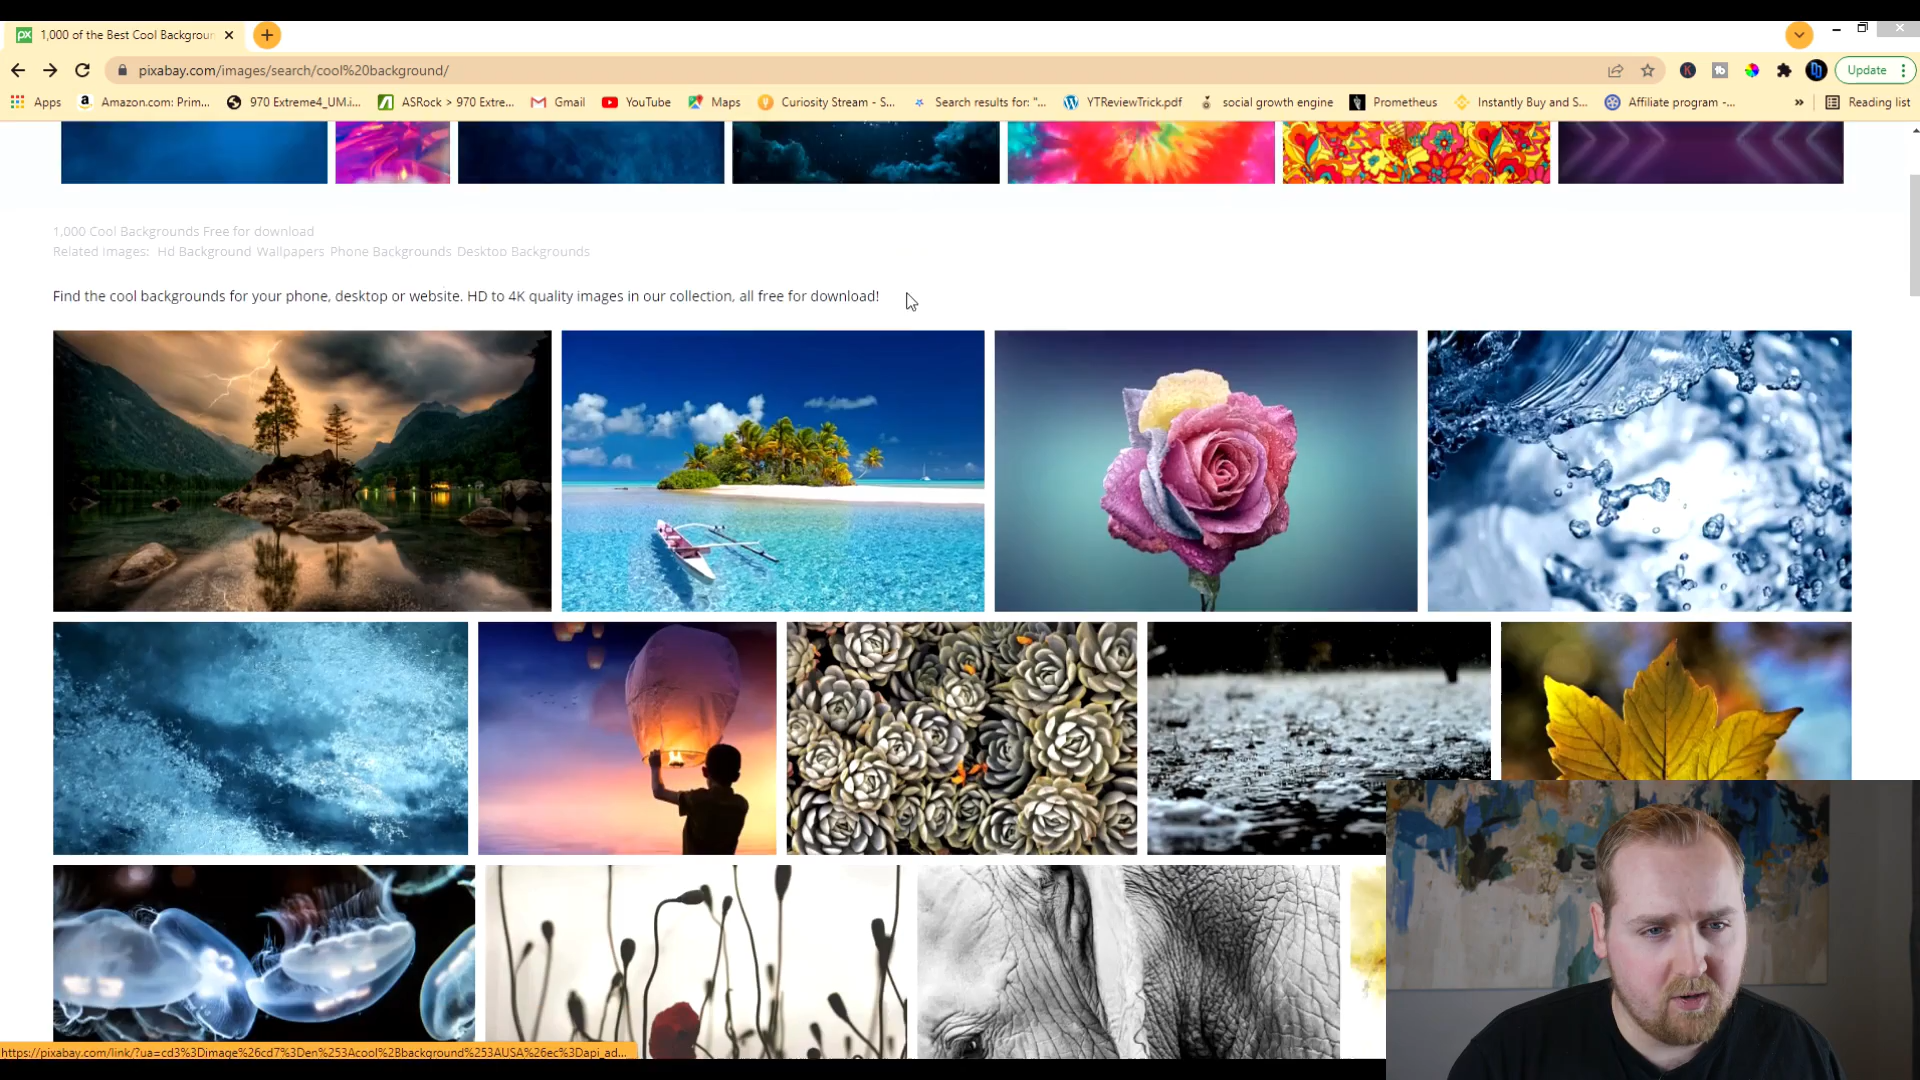 px 1,000 of the Best Cool Backgroun
pixabay.com/images/search/cool%20background/
Update
Apps Amazon.com: Prim... 970 Extreme4_UM.i... ASRock > 970 Extre... Gmail YouTube Maps Curiosity Stream - S... Search results for: "... YTReviewTrick.pdf social growth engine Prometheus Instantly Buy and S... Affiliate program -... » Reading list
1,000 Cool Backgrounds Free for download
Related Images: Hd Background Wallpapers Phone Backgrounds Desktop Backgrounds
Find the cool backgrounds for your phone, desktop or website. HD to 4K quality images in our collection, all free for download!
https://pixabay.com/link/?ua=cd3%3Dimage%26cd7%3Den%253Acool%2Bbackground%253AUSA%26ec%3Dapi_ad...